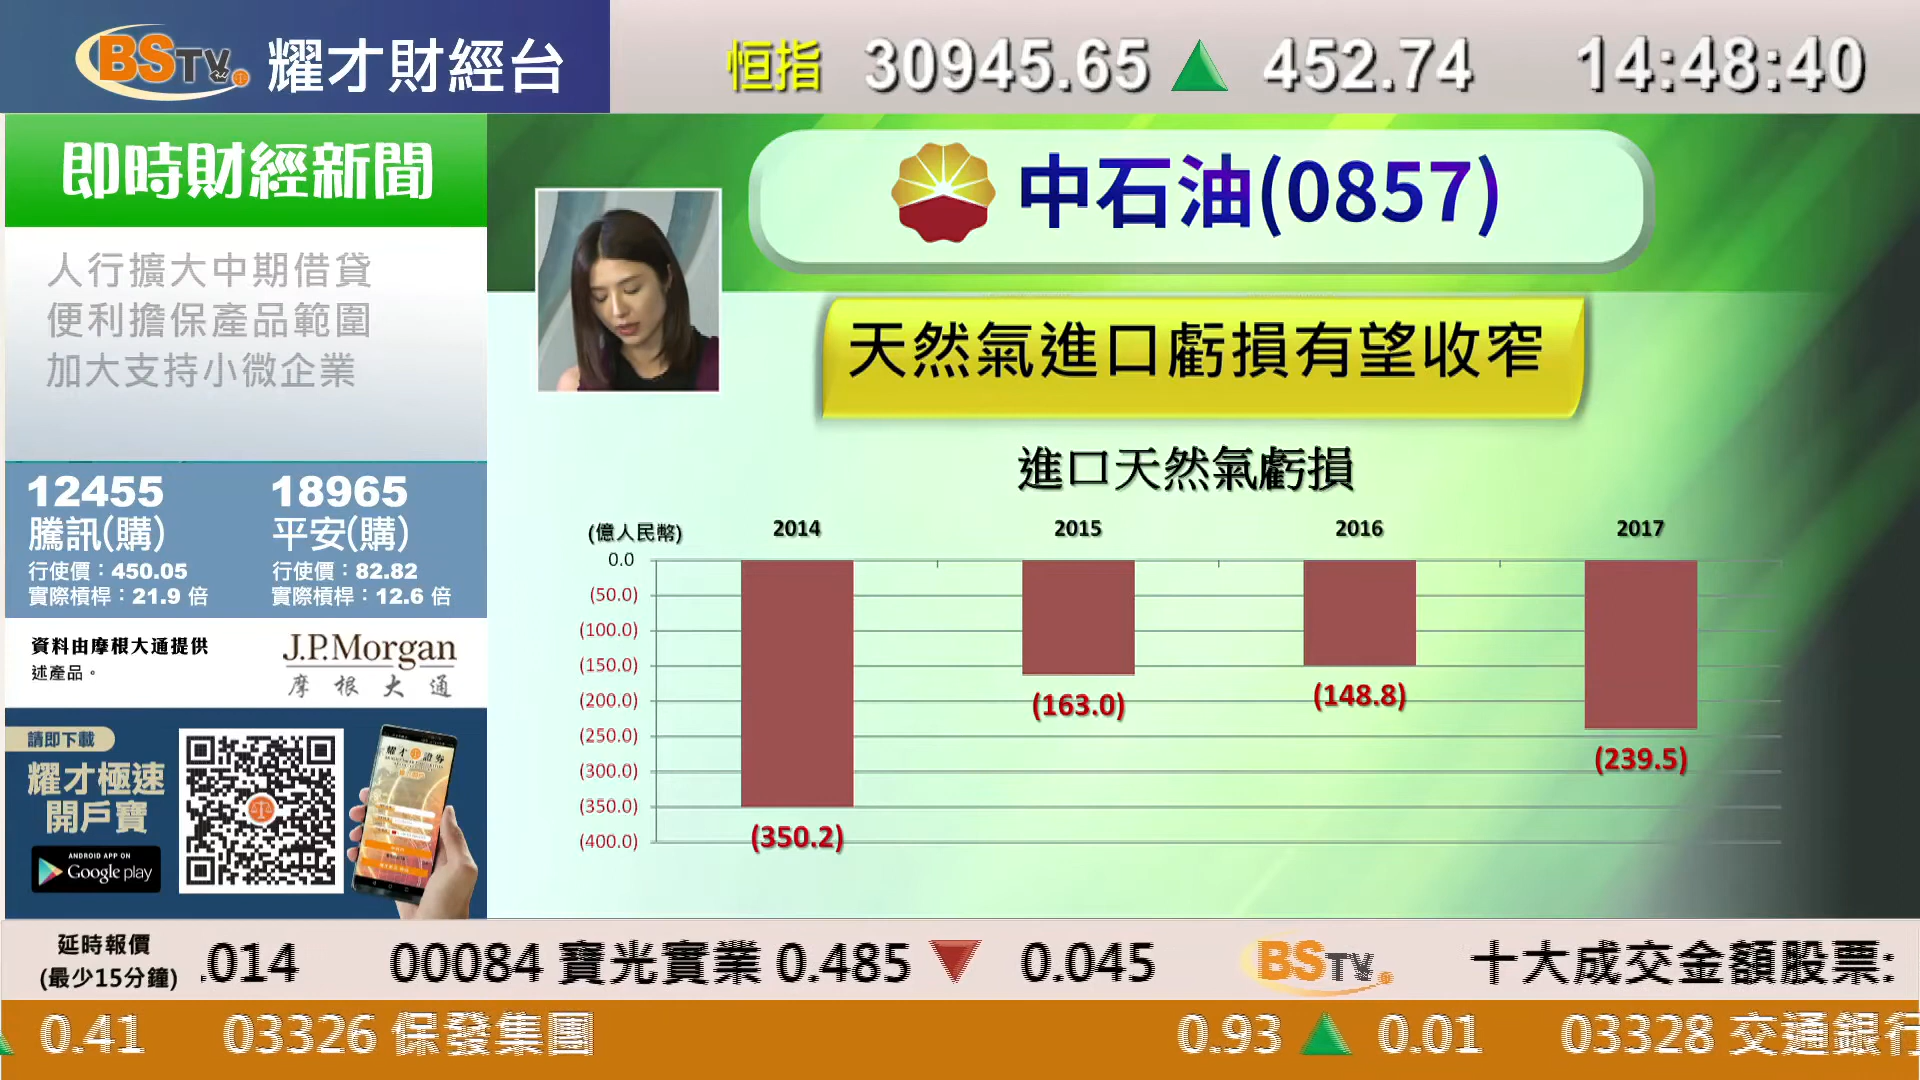 BSTV 耀才財經台
恒指 30945.65 452.74 14:48:40
即時財經新聞
人行擴大中期借貸
便利擔保產品範圍
加大支持小微企業
12455
騰訊(購)
行使價：450.05
實際槓桿：21.9 倍
18965
平安(購)
行使價：82.82
實際槓桿：12.6 倍
資料由摩根大通提供
述產品。
J.P.Morgan
摩根大通
請即下載
耀才極速
開戶寶
ANDROID APP ON
Google play
中石油(0857)
天然氣進口虧損有望收窄
進口天然氣虧損
(億人民幣) 2014 2015 2016 2017
0.0
(50.0)
(100.0)
(150.0)
(200.0)
(250.0)
(300.0)
(350.0)
(400.0)
(350.2)
(163.0)
(148.8)
(239.5)
延時報價
(最少15分鐘)
.014 00084 寶光實業 0.485 0.045 BSTV 十大成交金額股票:
0.41 03326 保發集團 0.93 0.01 03328 交通銀行